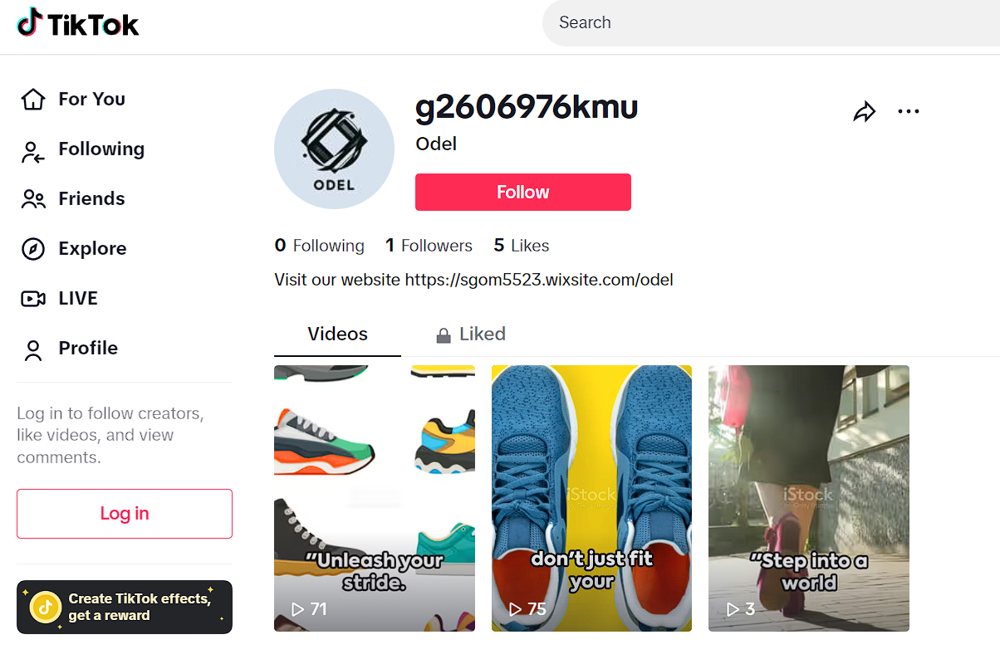 TikTok
Search
For You
Following
Friends
Explore
LIVE
Profile
Log in to follow creators,
like videos, and view
comments.
Log in
Create TikTok effects,
get a reward
ODEL
g2606976kmu
Odel
Follow
0 Following 1 Followers 5 Likes
Visit our website https://sgom5523.wixsite.com/odel
Videos Liked
"Unleash your
stride.
71
iStock
don't just fit
your
75
iStock
"Step into a
world
3